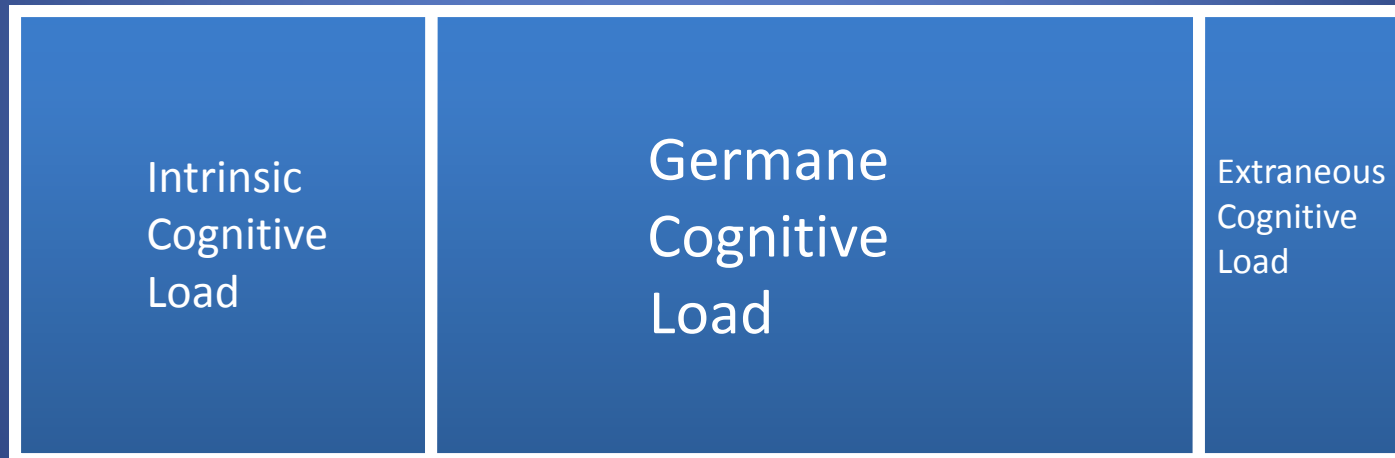 Intrinsic
Cognitive
Load
Germane
Cognitive
Load
Extraneous
Cognitive
Load